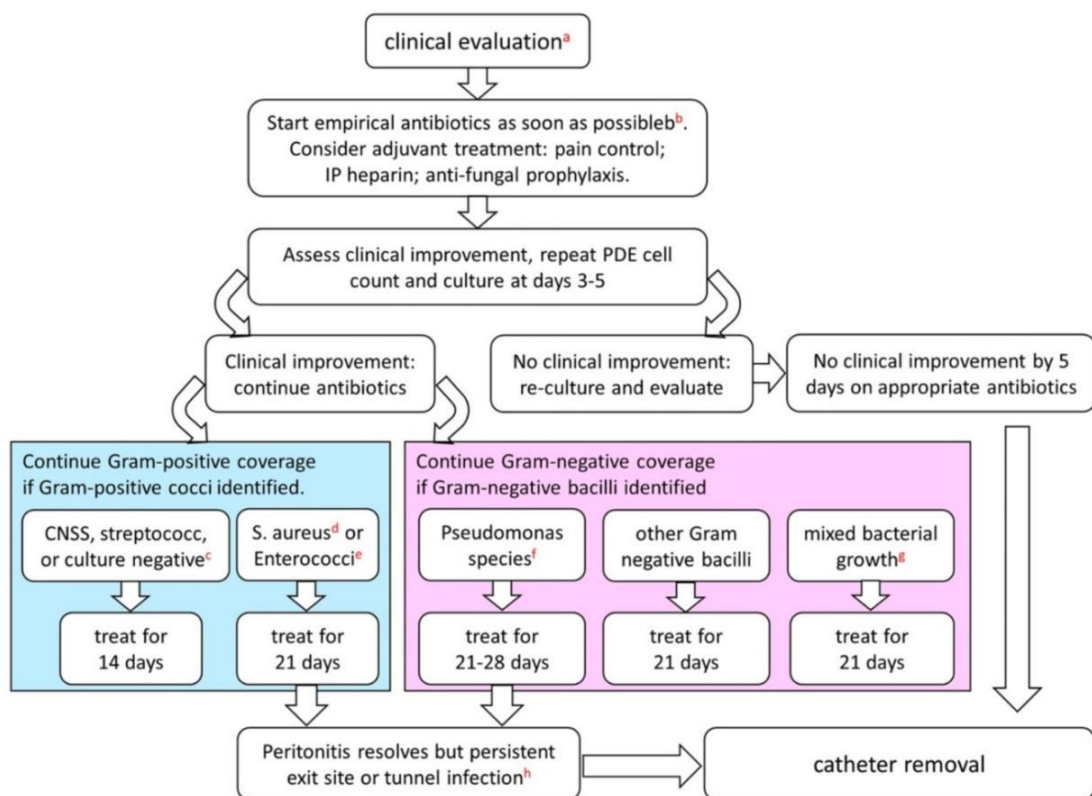 clinical evaluationa
Start empirical antibiotics as soon as possiblebb.
Consider adjuvant treatment: pain control;
IP heparin; anti-fungal prophylaxis.
Assess clinical improvement, repeat PDE cell
count and culture at days 3-5
Clinical improvement:
continue antibiotics
No clinical improvement:
re-culture and evaluate
No clinical improvement by 5
days on appropriate antibiotics
Continue Gram-positive coverage
if Gram-positive cocci identified.
CNSS, streptococc,
or culture negativec
S. aureusd or
Enterococcie
treat for
14 days
treat for
21 days
Continue Gram-negative coverage
if Gram-negative bacilli identified
Pseudomonas
speciesf
other Gram
negative bacilli
mixed bacterial
growthg
treat for
21-28 days
treat for
21 days
treat for
21 days
Peritonitis resolves but persistent
exit site or tunnel infectionh
catheter removal